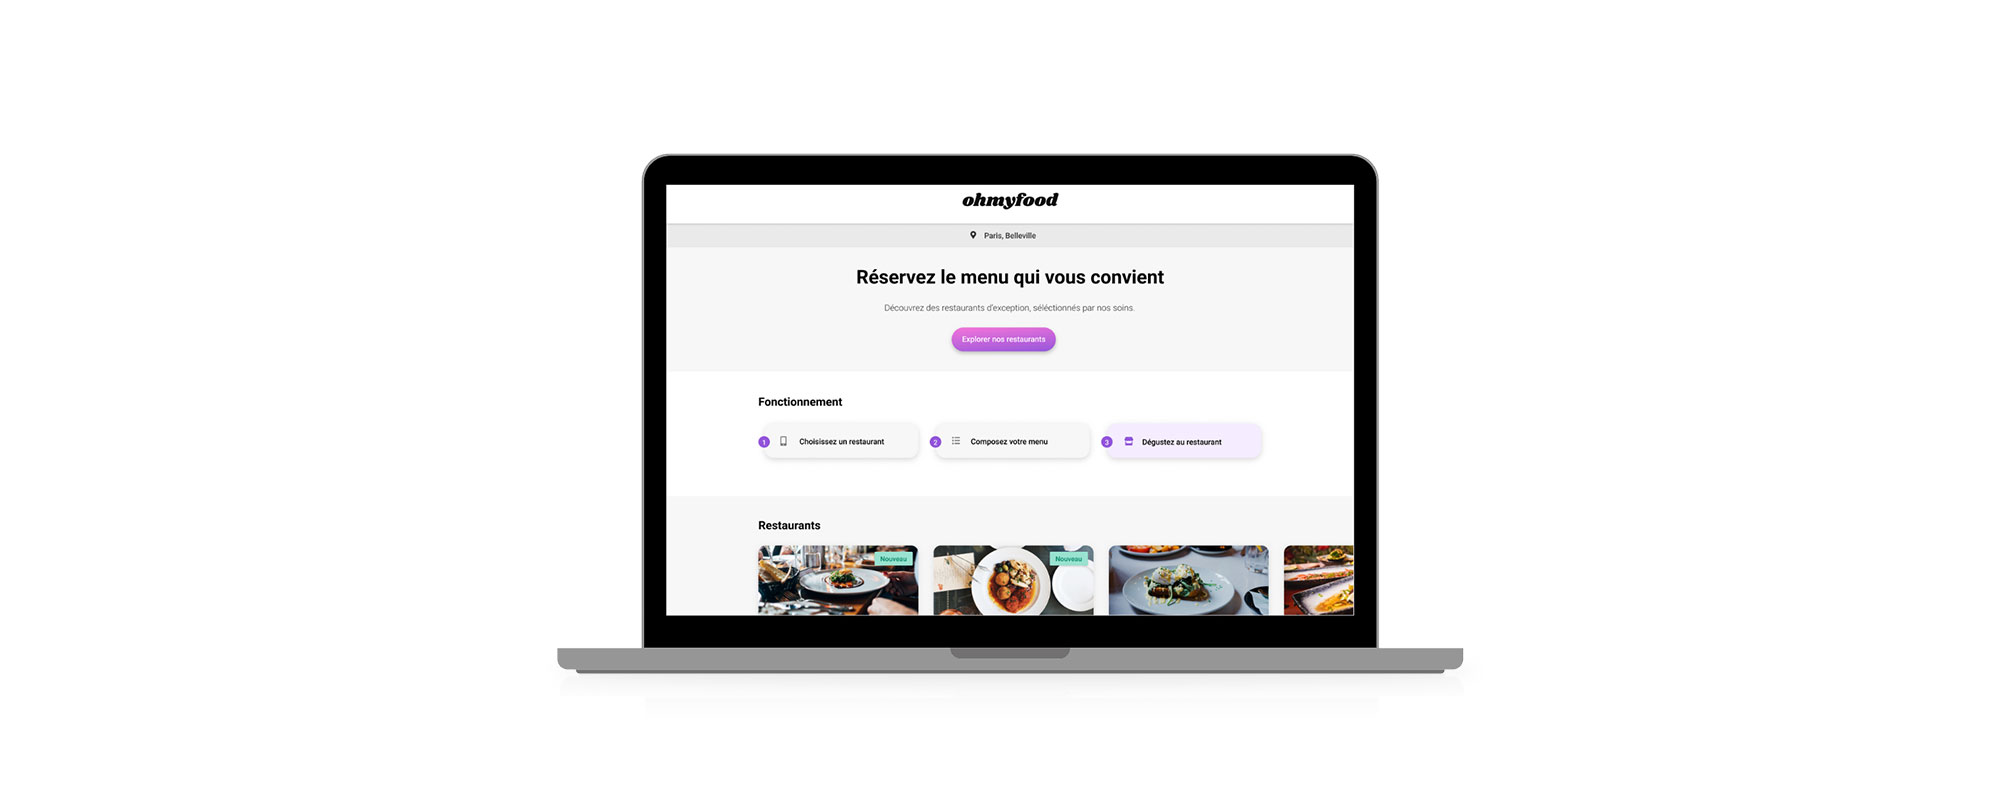 ohmyfood
Paris, Belleville
Réservez le menu qui vous convient
Découvrez des restaurants d'exception, séléctionnés par nos soins.
Explorer nos restaurants
Fonctionnement
1 Choisissez un restaurant
2 Composez votre menu
3 Dégustez au restaurant
Restaurants
Nouveau
Nouveau